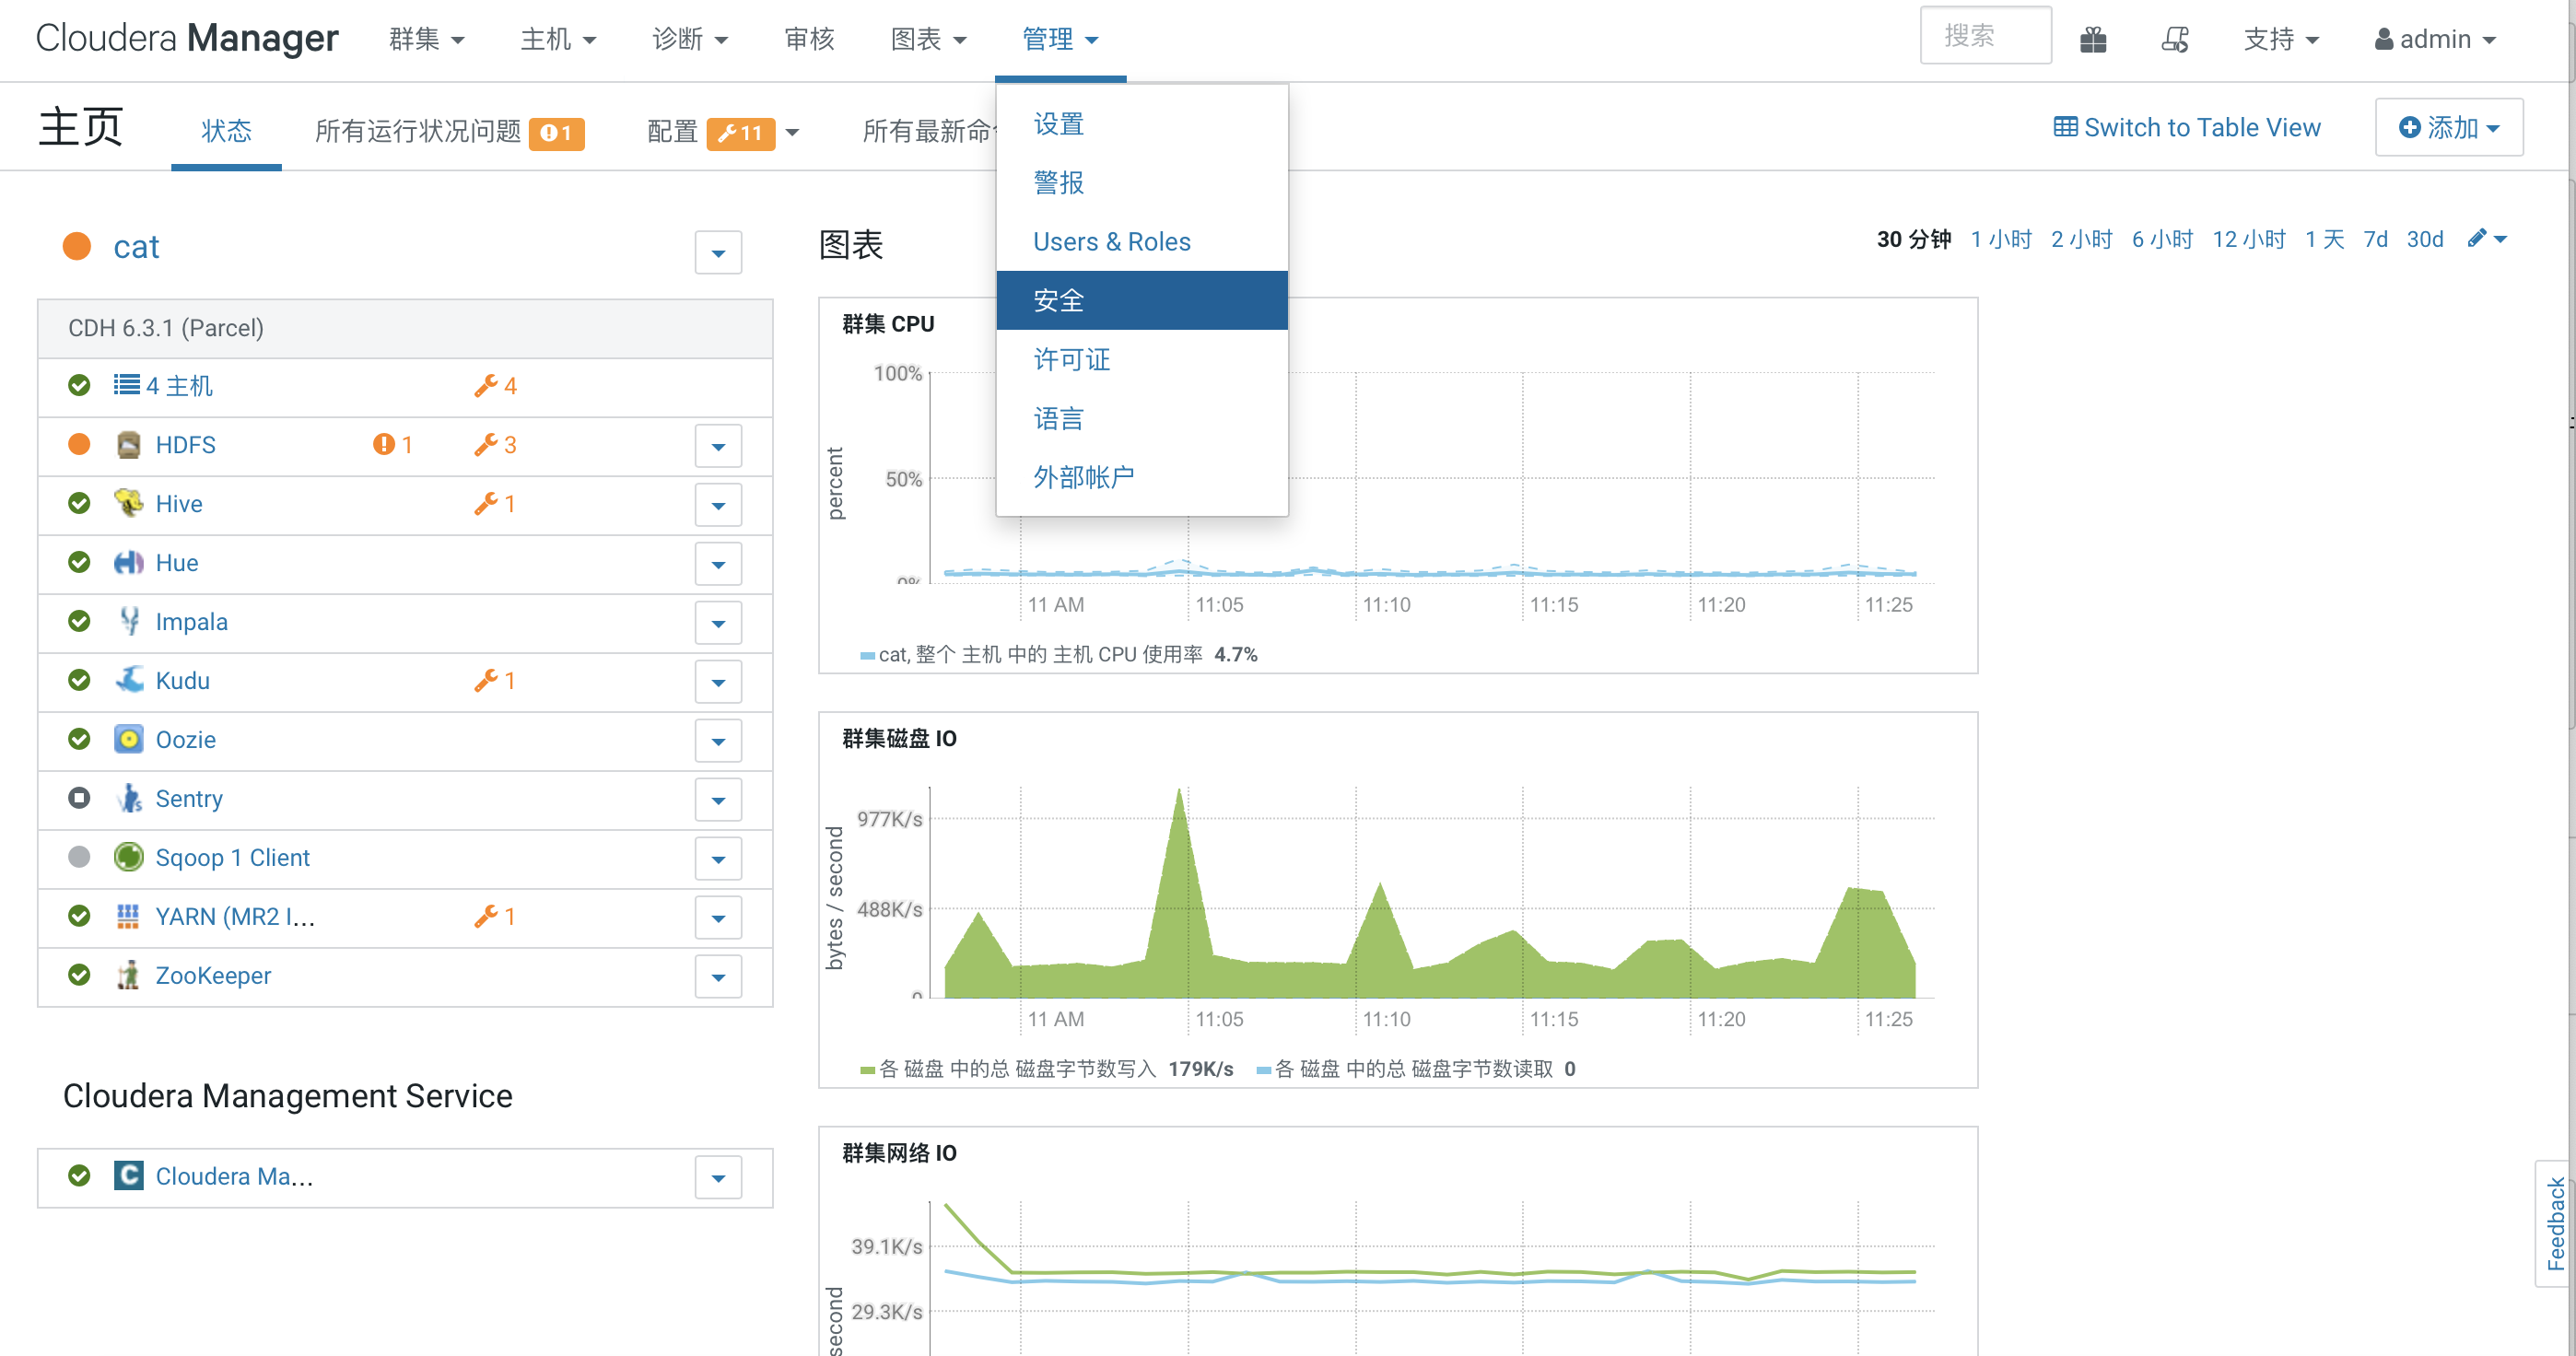 Cloudera Manager 群集 主机 诊断 审核 图表 管理 搜索 支持 admin
主页 状态 所有运行状况问题 1 配置 11 所有最新命 Switch to Table View 添加
设置
警报
Users & Roles
安全
许可证
语言
外部帐户
cat
CDH 6.3.1 (Parcel)
4 主机 4
HDFS 1 3
Hive 1
Hue
Impala
Kudu 1
Oozie
Sentry
Sqoop 1 Client
YARN (MR2 I... 1
ZooKeeper
Cloudera Management Service
Cloudera Ma...
图表
30 分钟 1 小时 2 小时 6 小时 12 小时 1 天 7d 30d
群集 CPU
percent
100%
50%
0%
11 AM 11:05 11:10 11:15 11:20 11:25
cat, 整个 主机 中的 主机 CPU 使用率 4.7%
群集磁盘 IO
bytes / second
977K/s
488K/s
0
11 AM 11:05 11:10 11:15 11:20 11:25
各 磁盘 中的总 磁盘字节数写入 179K/s 各 磁盘 中的总 磁盘字节数读取 0
群集网络 IO
second
39.1K/s
29.3K/s
Feedback